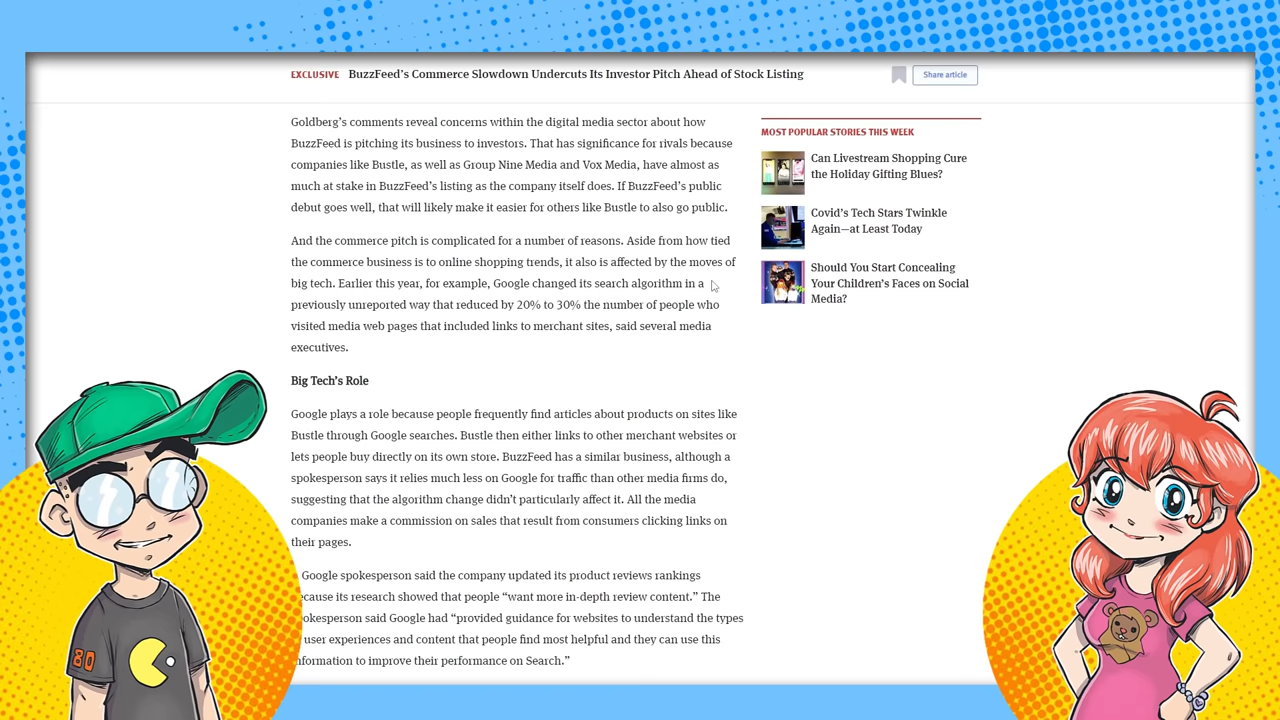 EXCLUSIVE BuzzFeed’s Commerce Slowdown Undercuts Its Investor Pitch Ahead of Stock Listing
Share article
Goldberg’s comments reveal concerns within the digital media sector about how
BuzzFeed is pitching its business to investors. That has significance for rivals because
companies like Bustle, as well as Group Nine Media and Vox Media, have almost as
much at stake in BuzzFeed’s listing as the company itself does. If BuzzFeed’s public
debut goes well, that will likely make it easier for others like Bustle to also go public.
And the commerce pitch is complicated for a number of reasons. Aside from how tied
the commerce business is to online shopping trends, it also is affected by the moves of
big tech. Earlier this year, for example, Google changed its search algorithm in a
previously unreported way that reduced by 20% to 30% the number of people who
visited media web pages that included links to merchant sites, said several media
executives.
Big Tech’s Role
Google plays a role because people frequently find articles about products on sites like
Bustle through Google searches. Bustle then either links to other merchant websites or
lets people buy directly on its own store. BuzzFeed has a similar business, although a
spokesperson says it relies much less on Google for traffic than other media firms do,
suggesting that the algorithm change didn’t particularly affect it. All the media
companies make a commission on sales that result from consumers clicking links on
their pages.
Google spokesperson said the company updated its product reviews rankings
ecause its research showed that people “want more in-depth review content.” The
pokesperson said Google had “provided guidance for websites to understand the types
user experiences and content that people find most helpful and they can use this
nformation to improve their performance on Search.”
MOST POPULAR STORIES THIS WEEK
Can Livestream Shopping Cure
the Holiday Gifting Blues?
Covid’s Tech Stars Twinkle
Again—at Least Today
Should You Start Concealing
Your Children’s Faces on Social
Media?
80